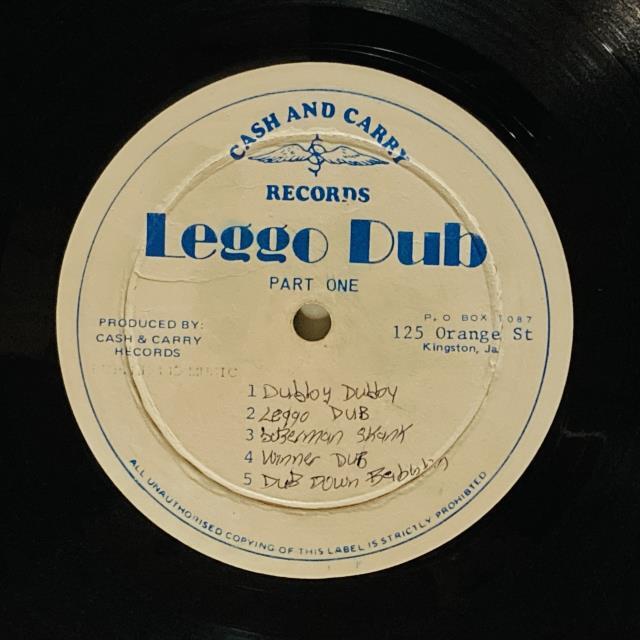 CASH AND CARRY
RECORDS
Leggo Dub
PART ONE
PRODUCED BY:
CASH & CARRY
RECORDS
P.O BOX 1087
125 Orange St
Kingston, Ja
MUSIC
1 Dubby Dubby
2 Leggo DUB
3 Skank
4 Winner DUB
5 DUB DOWN Babylon
ALL UNAUTHORISED COPYING OF THIS LABEL IS STRICTLY PROHIBITED